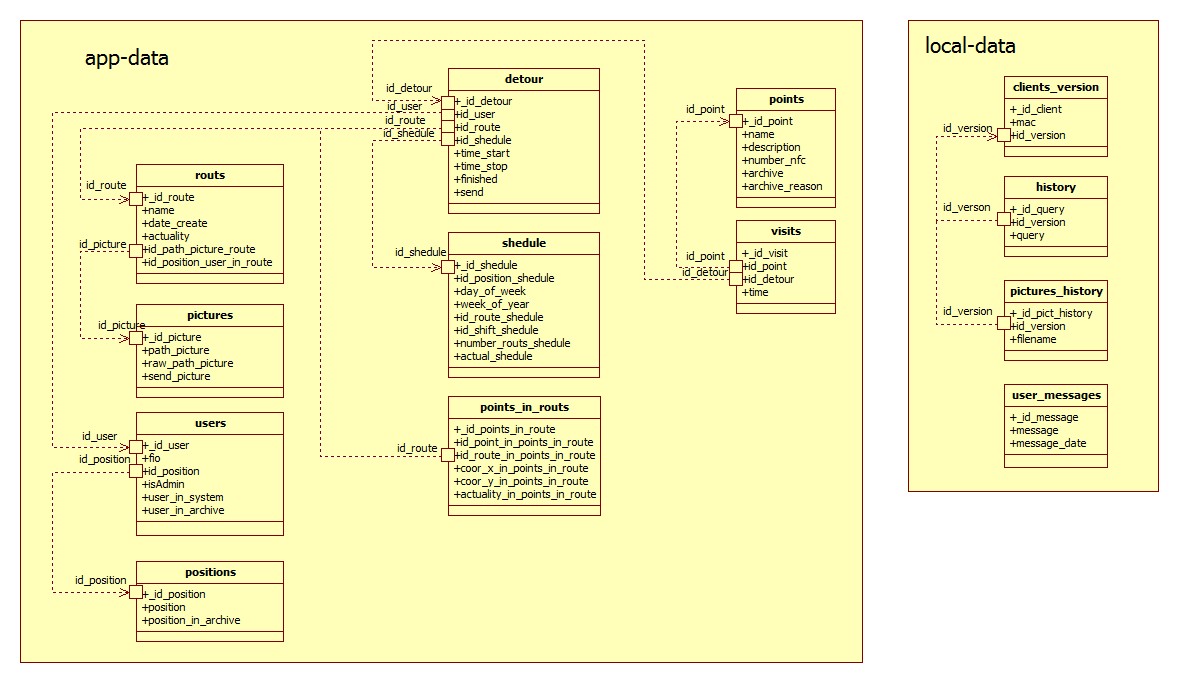 app-data
id_detour
id_user
id_route
id_shedule
detour
+_id_detour
+id_user
+id_route
+id_shedule
+time_start
+time_stop
+finished
+send
id_point
points
+_id_point
+name
+description
+number_nfc
+archive
+archive_reason
id_route
routs
+_id_route
+name
+date_create
+actuality
+id_path_picture_route
+id_position_user_in_route
id_picture
id_shedule
shedule
+_id_shedule
+id_position_shedule
+day_of_week
+week_of_year
+id_route_shedule
+id_shift_shedule
+number_routs_shedule
+actual_shedule
id_point
id_detour
visits
+_id_visit
+id_point
+id_detour
+time
id_picture
pictures
+_id_picture
+path_picture
+raw_path_picture
+send_picture
id_user
id_position
users
+_id_user
+fio
+id_position
+isAdmin
+user_in_system
+user_in_archive
id_route
points_in_routs
+_id_points_in_route
+id_point_in_points_in_route
+id_route_in_points_in_route
+coor_x_in_points_in_route
+coor_y_in_points_in_route
+actuality_in_points_in_route
id_position
positions
+_id_position
+position
+position_in_archive
local-data
clients_version
+_id_client
+mac
+id_version
id_version
history
+_id_query
+id_version
+query
id_verson
pictures_history
+_id_pict_history
+id_version
+filename
id_version
user_messages
+_id_message
+message
+message_date